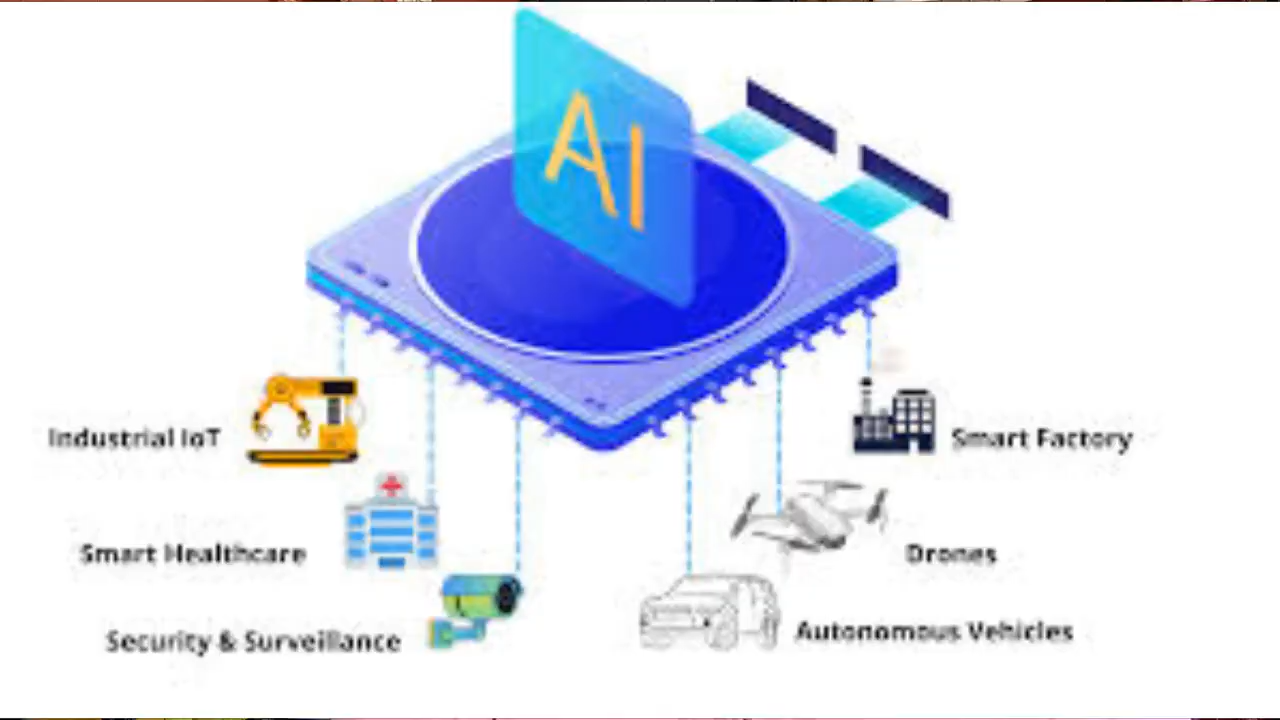 AI
Industrial IoT
Smart Factory
Smart Healthcare
Drones
Security & Surveillance
Autonomous Vehicles